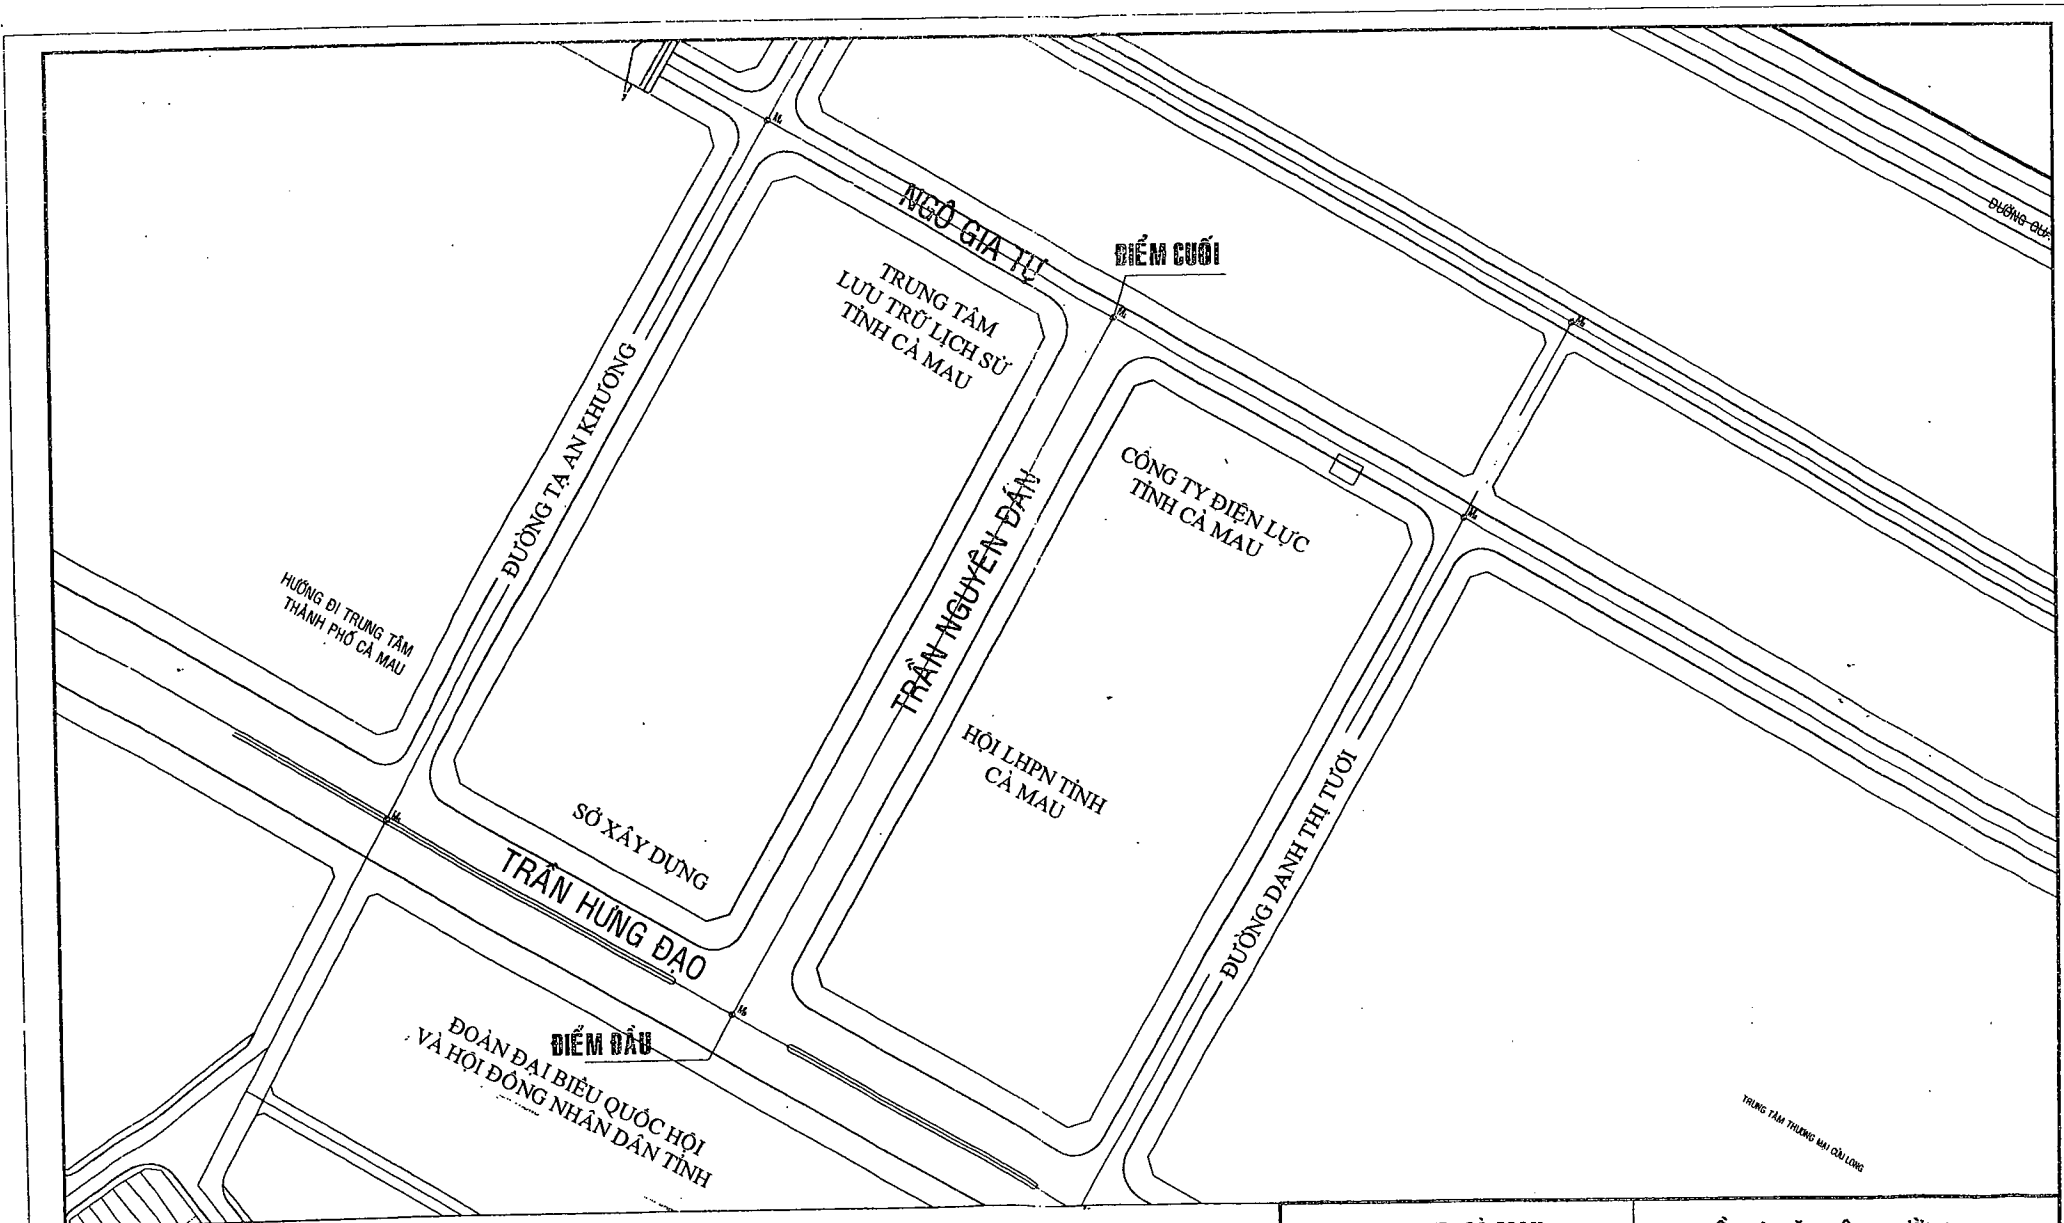 ĐƯỜNG
NGÔ GIA TỰ
ĐIỂM CUỐI
TRUNG TÂM
LƯU TRỮ LỊCH SỬ
TỈNH CÀ MAU
ĐƯỜNG TẠ AN KHƯƠNG
CÔNG TY ĐIỆN LỰC
TỈNH CÀ MAU
TRẦN NGUYÊN ĐÁN
HƯỚNG ĐI TRUNG TÂM
THÀNH PHỐ CÀ MAU
HỘI LHPN TỈNH
CÀ MAU
ĐƯỜNG DANH THỊ TƯƠI
SỞ XÂY DỰNG
TRẦN HƯNG ĐẠO
ĐIỂM ĐẦU
ĐOÀN ĐẠI BIỂU QUỐC HỘI
VÀ HỘI ĐỒNG NHÂN DÂN TỈNH
TRUNG TÂM THƯƠNG MẠI CỬU LONG